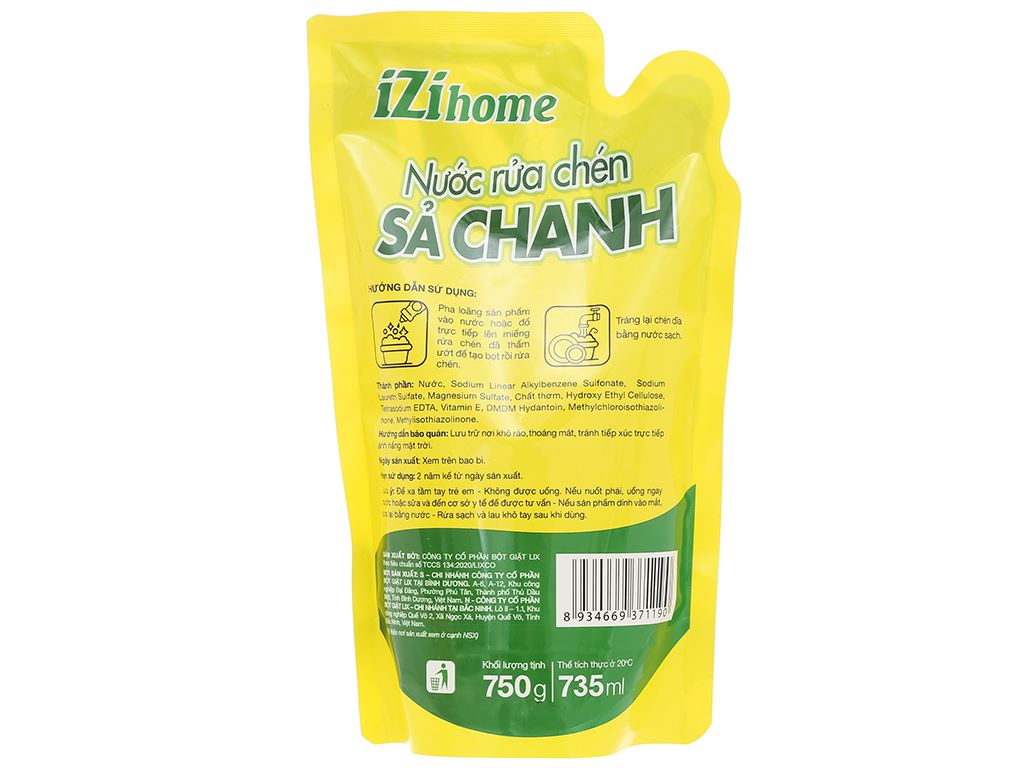 iZi home
Nước rửa chén
SẢ CHANH
HƯỚNG DẪN SỬ DỤNG:
Pha loãng sản phẩm
vào nước hoặc đổ
trực tiếp lên miếng
rửa chén đã thấm
ướt để tạo bọt rồi rửa
chén.
Tráng lại chén dĩa
bằng nước sạch.
Thành phần: Nước, Sodium Linear Alkylbenzene Sulfonate, Sodium
Laureth Sulfate, Magnesium Sulfate, Chất thơm, Hydroxy Ethyl Cellulose,
Tetrasodium EDTA, Vitamin E, DMDM Hydantoin, Methylchloroisothiazoli-
none, Methylisothiazolinone.
Hướng dẫn bảo quản: Lưu trữ nơi khô ráo, thoáng mát, tránh tiếp xúc trực tiếp
ánh nắng mặt trời.
Ngày sản xuất: Xem trên bao bì.
Hạn sử dụng: 2 năm kể từ ngày sản xuất.
Lưu ý: Để xa tầm tay trẻ em - Không được uống. Nếu nuốt phải, uống ngay
nước hoặc sữa và đến cơ sở y tế để được tư vấn - Nếu sản phẩm dính vào mắt,
rửa lại bằng nước - Rửa sạch và lau khô tay sau khi dùng.
SẢN XUẤT BỞI: CÔNG TY CỔ PHẦN BỘT GIẶT LIX
theo tiêu chuẩn số TCCS 134:2020/LIXCO
NƠI SẢN XUẤT: S – CHI NHÁNH CÔNG TY CỔ PHẦN
BỘT GIẶT LIX TẠI BÌNH DƯƠNG. A-6, A-12, Khu công
nghiệp Đại Đăng, Phường Phú Tân, Thành phố Thủ Dầu
Một, Tỉnh Bình Dương, Việt Nam. N - CÔNG TY CỔ PHẦN
BỘT GIẶT LIX - CHI NHÁNH TẠI BẮC NINH. Lô II – 1.1, Khu
công nghiệp Quế Võ 2, Xã Ngọc Xá, Huyện Quế Võ, Tỉnh
Bắc Ninh, Việt Nam.
hiệu nơi sản xuất xem ở cạnh NSX)
8 934669 371190
Khối lượng tịnh
750g
Thể tích thực ở 20°C
735ml